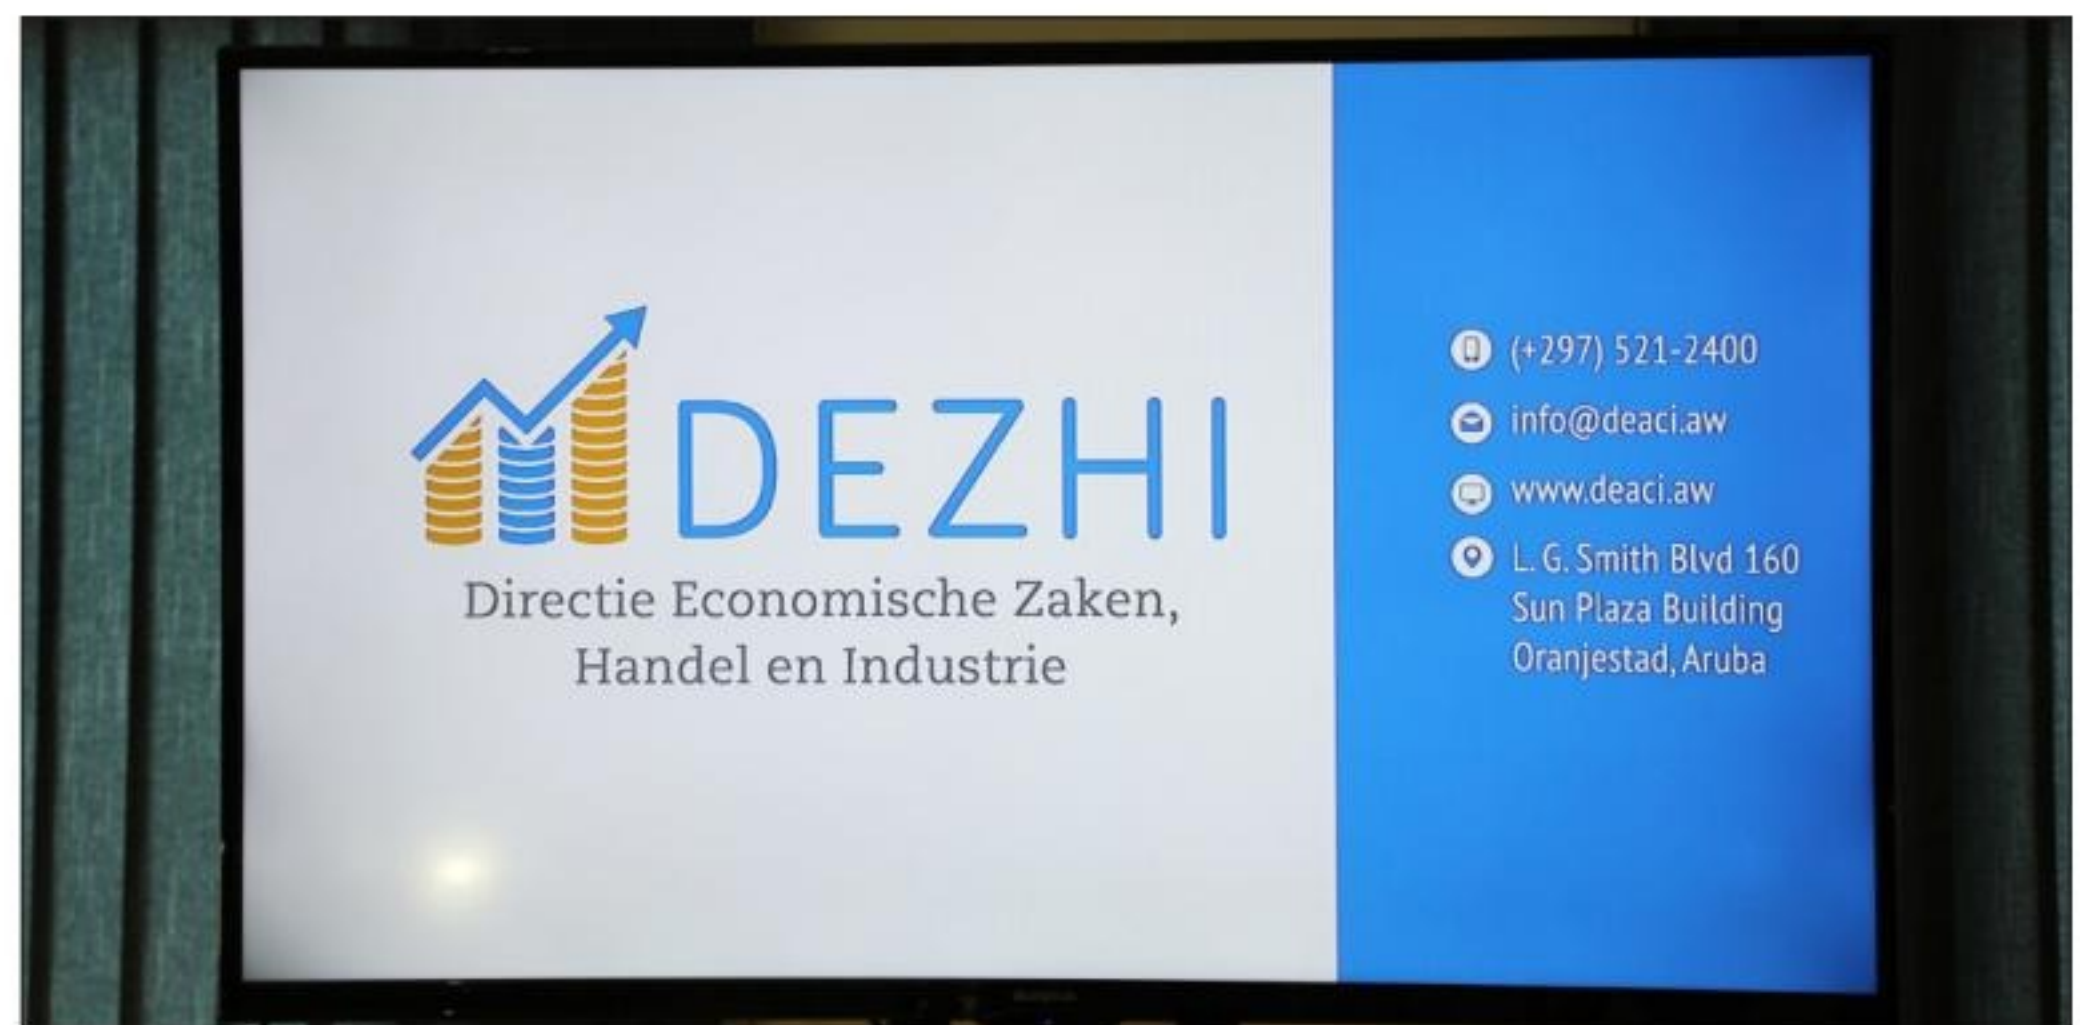 DEZHI
Directie Economische Zaken,
Handel en Industrie
(+297) 521-2400
info@deaci.aw
www.deaci.aw
L. G. Smith Blvd 160
Sun Plaza Building
Oranjestad, Aruba